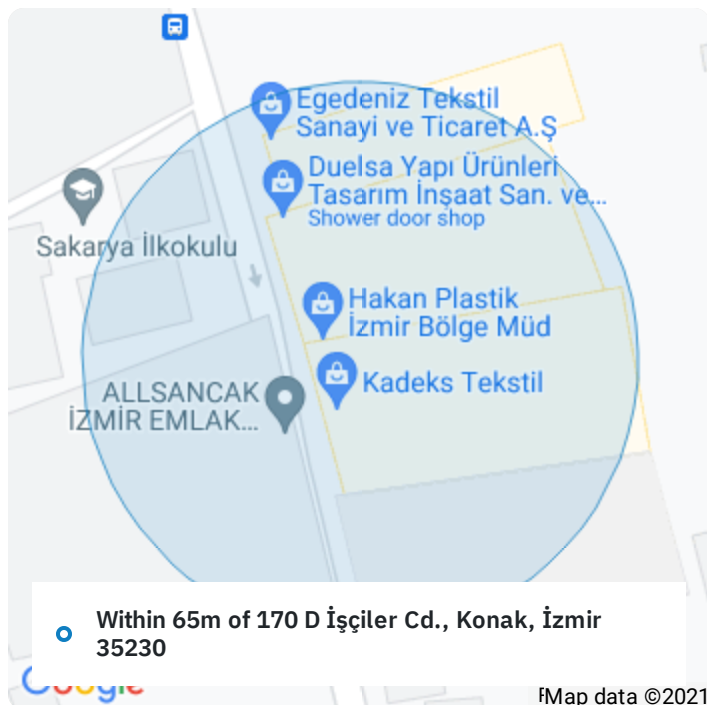 Egedeniz Tekstil
Sanayi ve Ticaret A.Ş
Duelsa Yapı Ürünleri
Tasarım İnşaat San. ve...
Shower door shop
Sakarya İlkokulu
Hakan Plastik
İzmir Bölge Müd
Kadeks Tekstil
ALLSANCAK
İZMİR EMLAK...
Within 65m of 170 D İşçiler Cd., Konak, İzmir
35230
Google
Map data ©2021